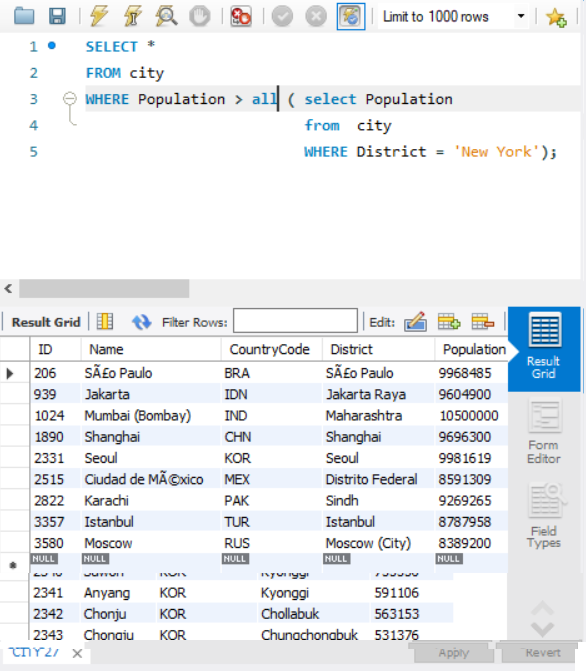 Limit to 1000 rows
1 SELECT *
2 FROM city
3 WHERE Population > all ( select Population
4 from city
5 WHERE District = 'New York');
Result Grid Filter Rows: Edit:
ID Name CountryCode District Population
206 SÃ£o Paulo BRA SÃ£o Paulo 9968485
939 Jakarta IDN Jakarta Raya 9604900
1024 Mumbai (Bombay) IND Maharashtra 10500000
1890 Shanghai CHN Shanghai 9696300
2331 Seoul KOR Seoul 9981619
2515 Ciudad de MÃ©xico MEX Distrito Federal 8591309
2822 Karachi PAK Sindh 9269265
3357 Istanbul TUR Istanbul 8787958
3580 Moscow RUS Moscow (City) 8389200
NULL NULL NULL NULL NULL
KOR Kyonggi
2341 Anyang KOR Kyonggi 591106
2342 Chonju KOR Chollabuk 563153
2343 Chongju KOR Chungchongbuk 531376
Result
Grid
Form
Editor
Field
Types
CITY 27
Apply Revert